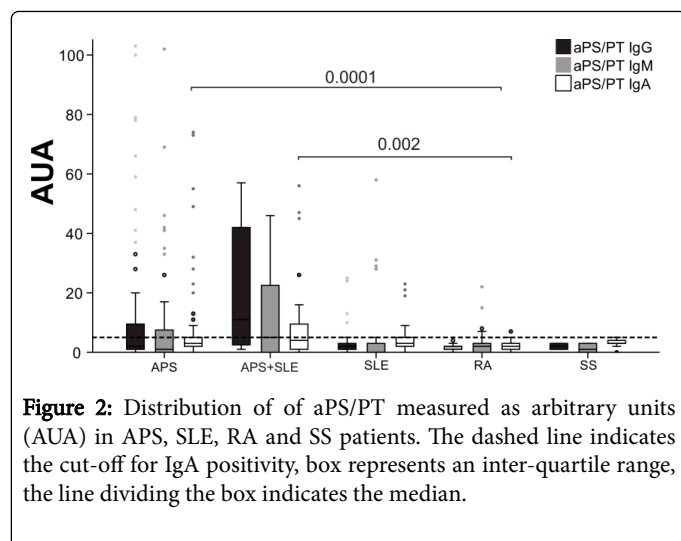 100
80
60
40
20
0
AUA
aPS/PT IgG
aPS/PT IgM
aPS/PT IgA
0.0001
0.002
APS
APS+SLE
SLE
RA
SS
Figure 2: Distribution of of aPS/PT measured as arbitrary units
(AUA) in APS, SLE, RA and SS patients. The dashed line indicates
the cut-off for IgA positivity, box represents an inter-quartile range,
the line dividing the box indicates the median.